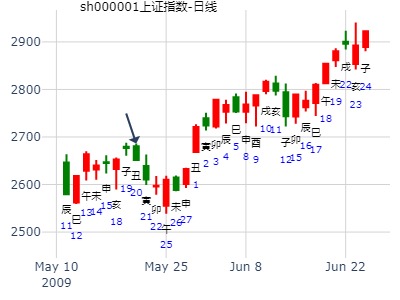 sh000001上证指数-日线
2900
2800
2700
2600
2500
辰
11
巳
12
午
13
未
14
申
15
亥
18
子
19
丑
20
寅
21
卯
22
午
25
未
26
申
27
丑
1
寅
2
卯
3
辰
4
巳
5
申
8
酉
9
戌
10
亥
11
子
12
卯
15
辰
16
巳
17
午
18
未
19
戌
22
亥
23
子
24
May 10
2009
May 25
Jun 8
Jun 22